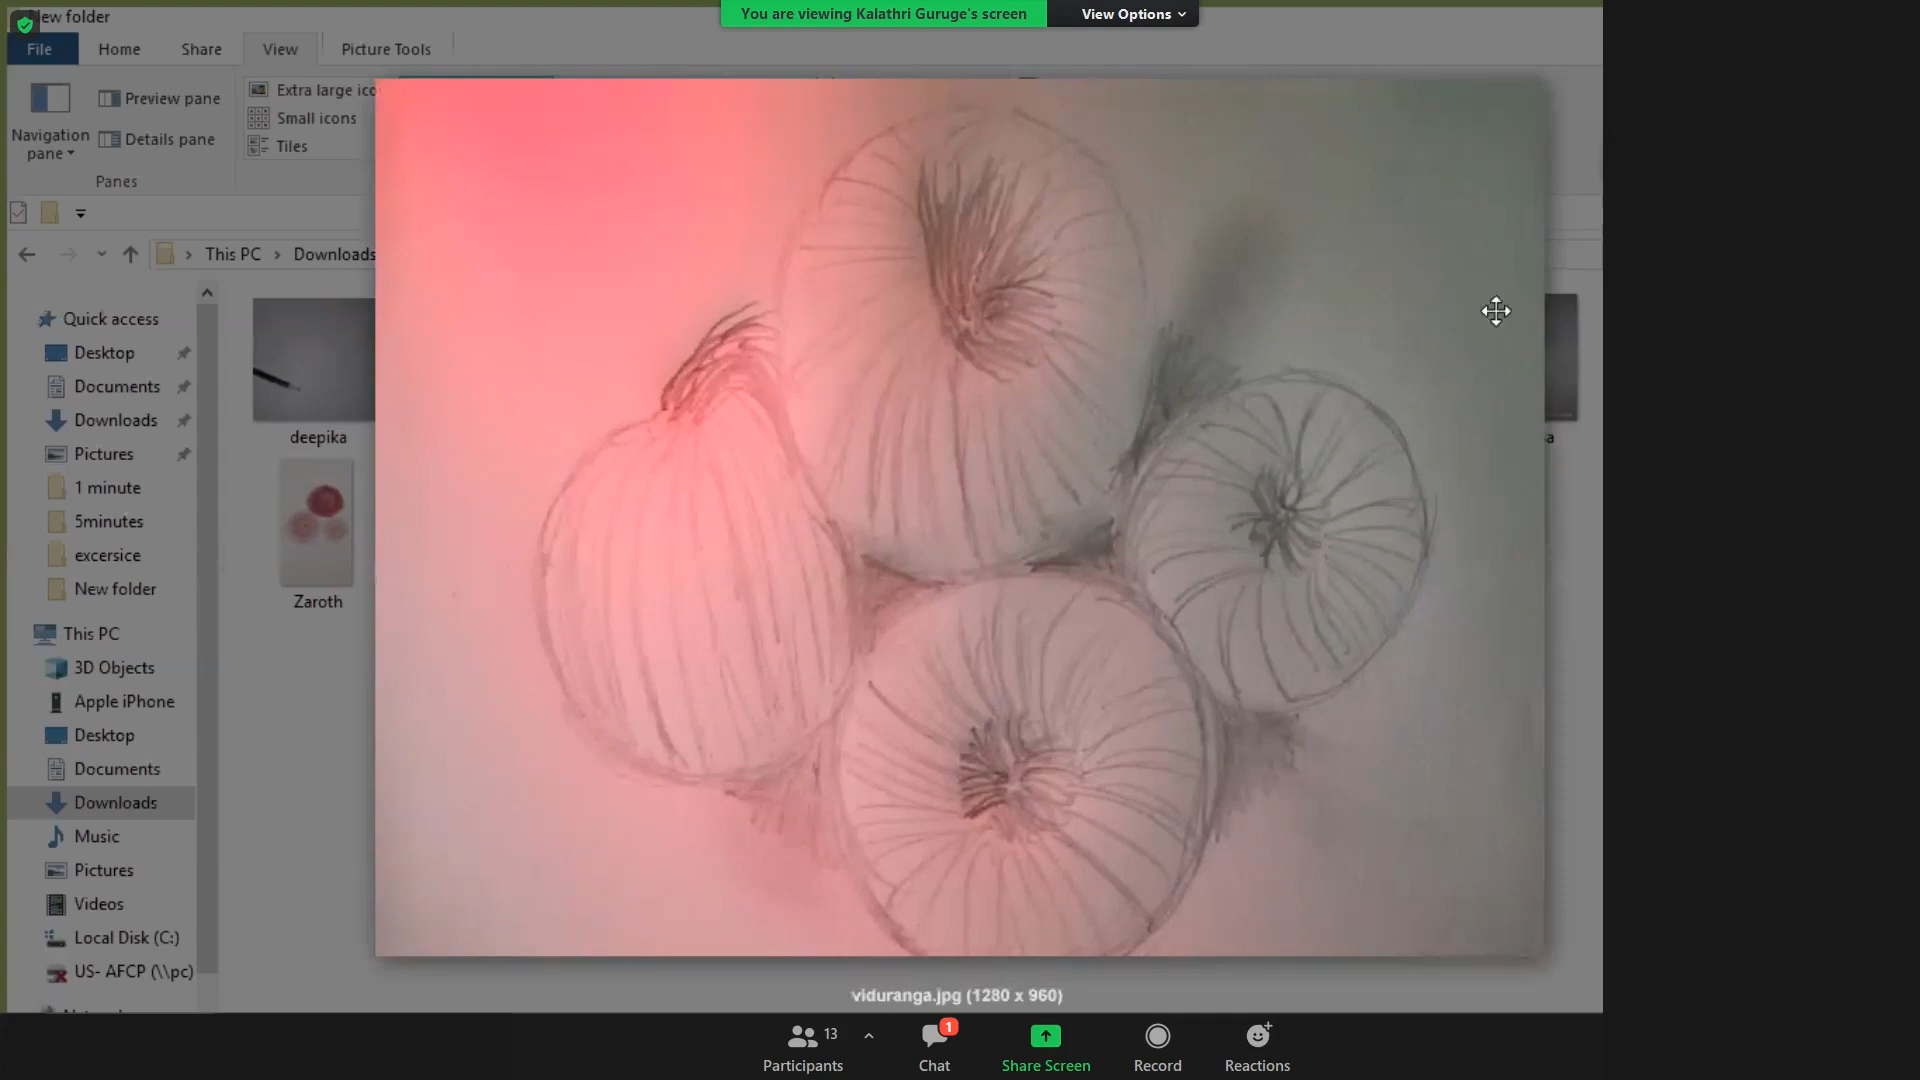 New folder
You are viewing Kalathri Guruge's screen
View Options
File
Home
Share
View
Picture Tools
Preview pane
Details pane
Navigation
pane
Extra large ico
Small icons
Tiles
Panes
This PC
Downloads
Quick access
Desktop
Documents
Downloads
Pictures
1 minute
5minutes
excersice
New folder
This PC
3D Objects
Apple iPhone
Desktop
Documents
Downloads
Music
Pictures
Videos
Local Disk (C:)
US- AFCP (\\pc)
deepika
Zaroth
viduranga.jpg (1280 x 960)
13
Participants
1
Chat
Share Screen
Record
Reactions